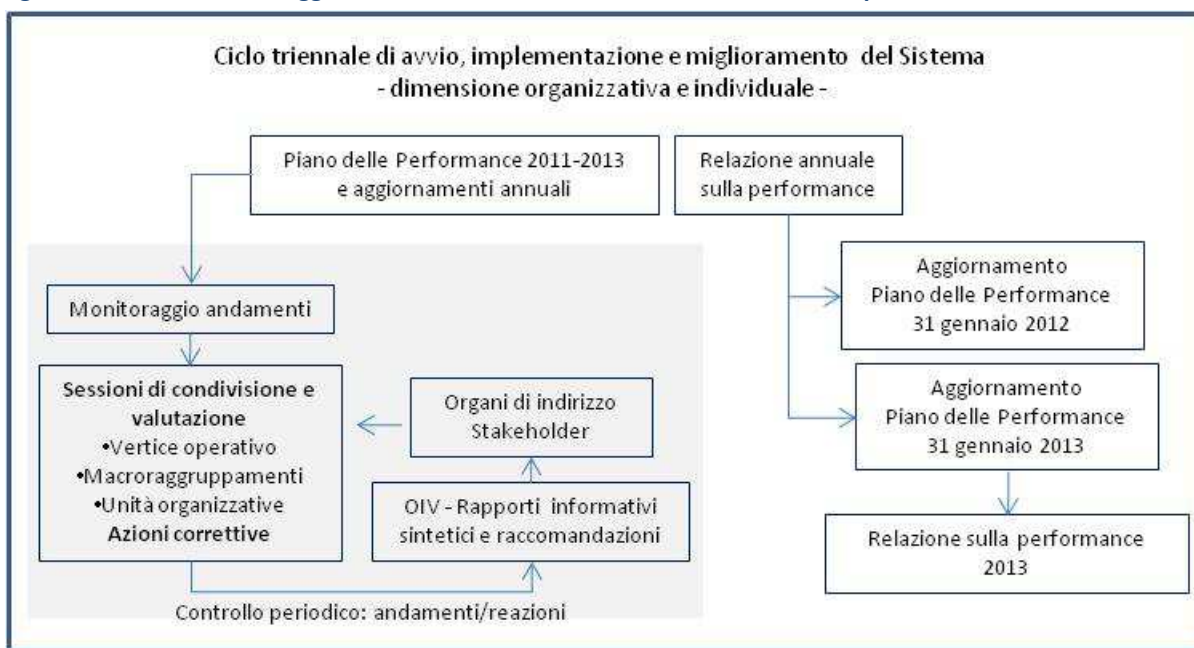 Ciclo triennale di avvio, implementazione e miglioramento del Sistema
- dimensione organizzativa e individuale -
Piano delle Performance 2011-2013
e aggiornamenti annuali
Relazione annuale
sulla performance
Monitoraggio andamenti
Sessioni di condivisione e
valutazione
•Vertice operativo
•Macroraggruppamenti
•Unità organizzative
Azioni correttive
Organi di indirizzo
Stakeholder
OIV - Rapporti informativi
sintetici e raccomandazioni
Controllo periodico: andamenti/reazioni
Aggiornamento
Piano delle Performance
31 gennaio 2012
Aggiornamento
Piano delle Performance
31 gennaio 2013
Relazione sulla performance
2013